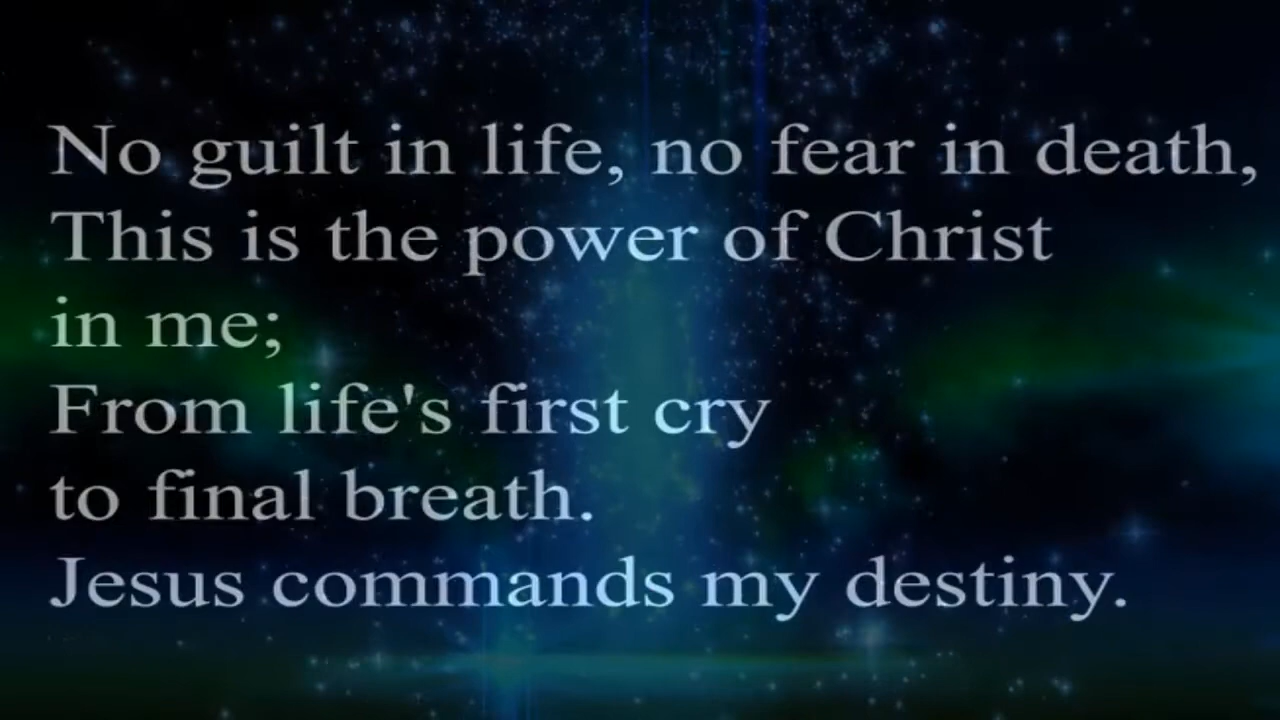 No guilt in life, no fear in death,
This is the power of Christ
in me;
From life's first cry
to final breath.
Jesus commands my destiny.